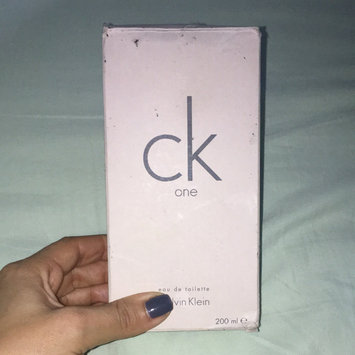 ck
one
eau de toilette
lvin Klein
200 ml e